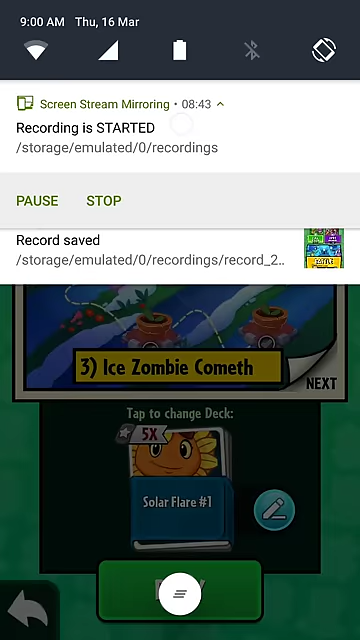 9:00 AM Thu, 16 Mar
Screen Stream Mirroring • 08:43
Recording is STARTED
/storage/emulated/0/recordings
PAUSE STOP
Record saved
/storage/emulated/0/recordings/record_2..
3) Ice Zombie Cometh
NEXT
Tap to change Deck:
5X
Solar Flare #1